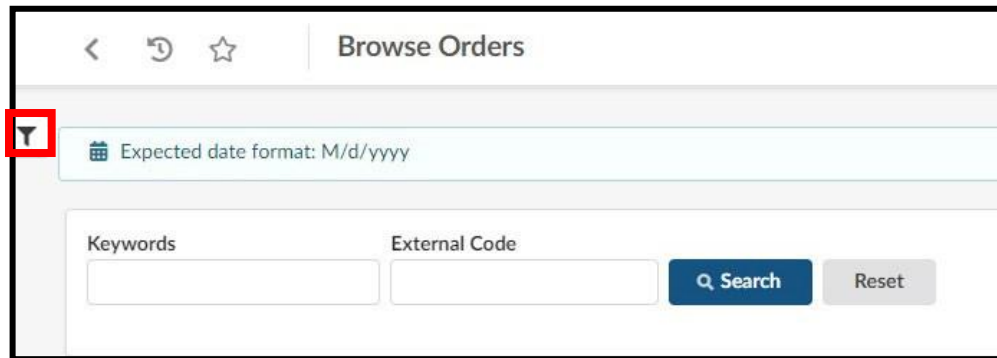 Browse Orders
Expected date format: M/d/yyyy
Keywords External Code
Search Reset